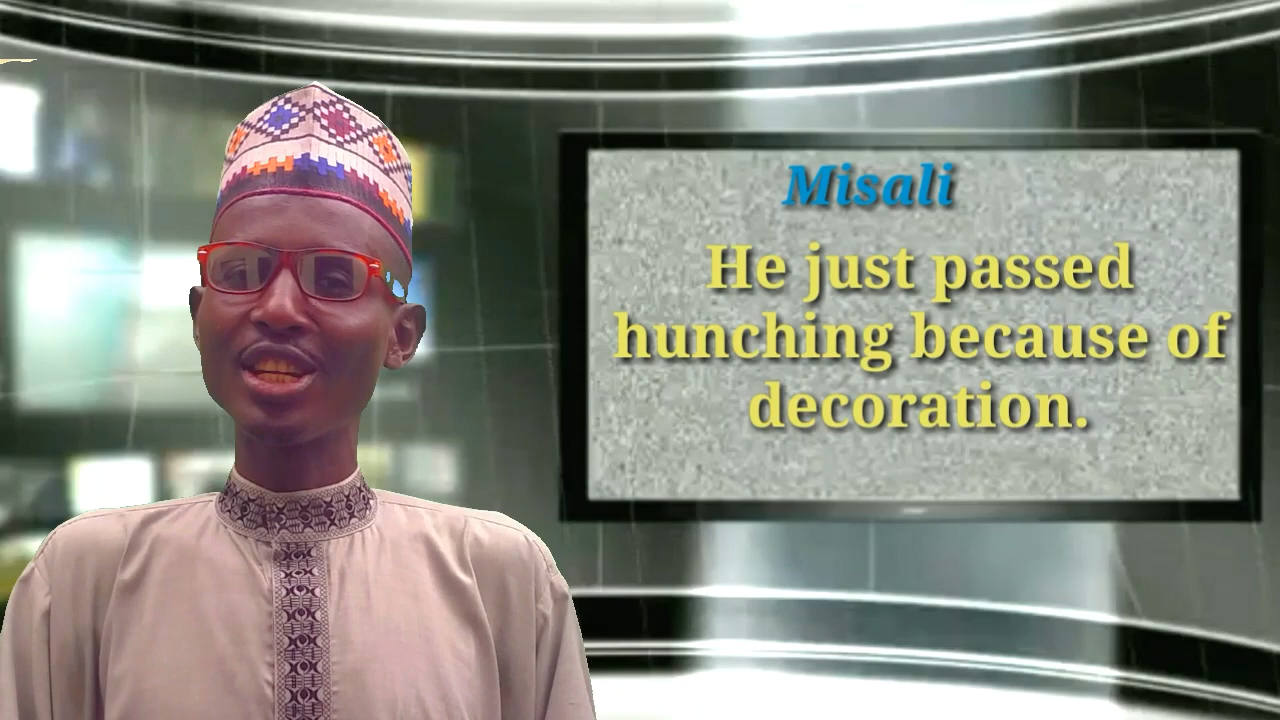 Misali
He just passed
hunching because of
decoration.